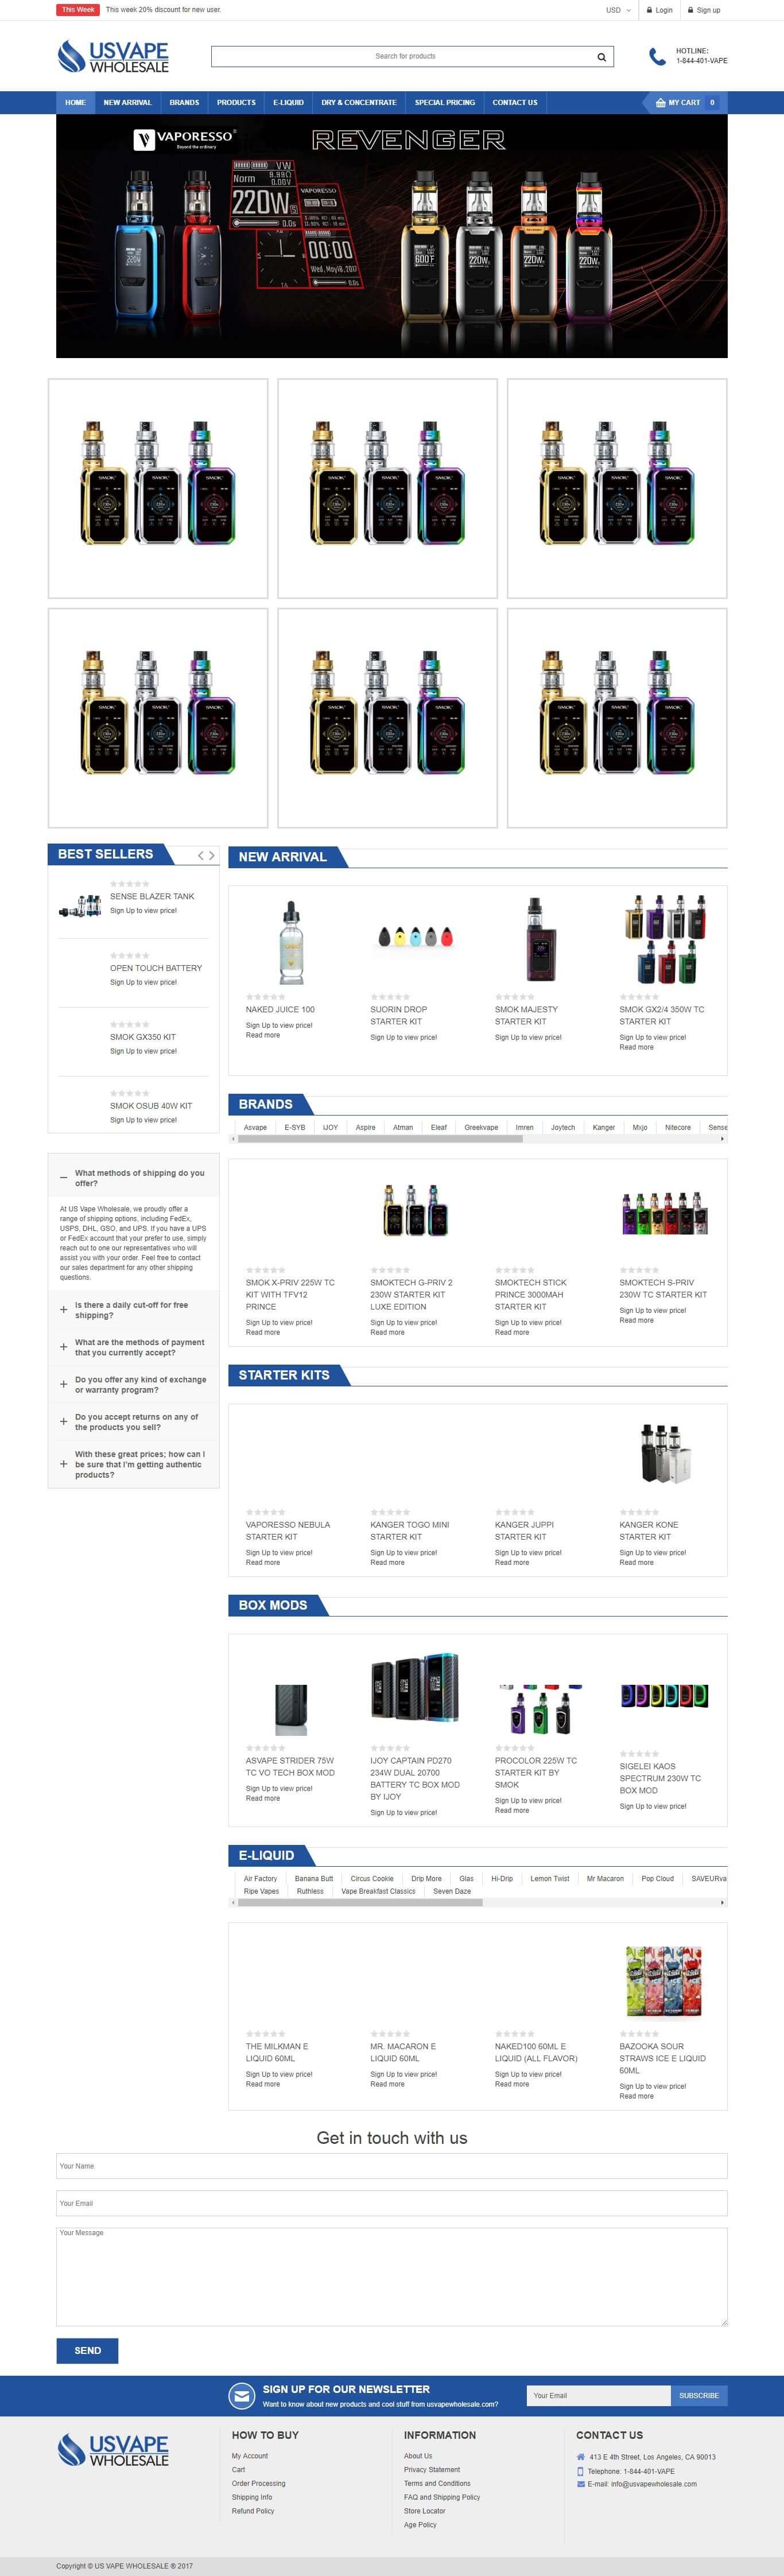 This Week This week 20% discount for new user.
USD Login Sign up
USVAPE
WHOLESALE
Search for products
HOTLINE:
1-844-401-VAPE
HOME NEW ARRIVAL BRANDS PRODUCTS E-LIQUID DRY & CONCENTRATE SPECIAL PRICING CONTACT US MY CART 0
VAPORESSO
Beyond the ordinary
REVENGER
VW
Norm 9.99Ω
0.00V
220W
VAPORESSO
00:00
Wed,May18,2017
BEST SELLERS
SENSE BLAZER TANK
Sign Up to view price!
OPEN TOUCH BATTERY
Sign Up to view price!
SMOK GX350 KIT
Sign Up to view price!
SMOK OSUB 40W KIT
Sign Up to view price!
What methods of shipping do you
offer?
At US Vape Wholesale, we proudly offer a
range of shipping options, including FedEx,
USPS, DHL, GSO, and UPS. If you have a UPS
or FedEx account that your prefer to use, simply
reach out to one our representatives who will
assist you with your order. Feel free to contact
our sales department for any other shipping
questions.
Is there a daily cut-off for free
shipping?
What are the methods of payment
that you currently accept?
Do you offer any kind of exchange
or warranty program?
Do you accept returns on any of
the products you sell?
With these great prices; how can I
be sure that I'm getting authentic
products?
NEW ARRIVAL
NAKED JUICE 100
Sign Up to view price!
Read more
SUORIN DROP
STARTER KIT
Sign Up to view price!
SMOK MAJESTY
STARTER KIT
Sign Up to view price!
SMOK GX2/4 350W TC
STARTER KIT
Sign Up to view price!
Read more
BRANDS
Asvape E-SYB iJOY Aspire Atman Eleaf Greekvape Imren Joytech Kanger Mxjo Nitecore Sense
SMOK X-PRIV 225W TC
KIT WITH TFV12
PRINCE
Sign Up to view price!
Read more
SMOKTECH G-PRIV 2
230W STARTER KIT
LUXE EDITION
Sign Up to view price!
Read more
SMOKTECH STICK
PRINCE 3000MAH
STARTER KIT
Sign Up to view price!
Read more
SMOKTECH S-PRIV
230W TC STARTER KIT
Sign Up to view price!
Read more
STARTER KITS
VAPORESSO NEBULA
STARTER KIT
Sign Up to view price!
Read more
KANGER TOGO MINI
STARTER KIT
Sign Up to view price!
Read more
KANGER JUPPI
STARTER KIT
Sign Up to view price!
Read more
KANGER KONE
STARTER KIT
Sign Up to view price!
Read more
BOX MODS
ASVAPE STRIDER 75W
TC VO TECH BOX MOD
Sign Up to view price!
Read more
IJOY CAPTAIN PD270
234W DUAL 20700
BATTERY TC BOX MOD
BY IJOY
Sign Up to view price!
PROCOLOR 225W TC
STARTER KIT BY
SMOK
Sign Up to view price!
Read more
SIGELEI KAOS
SPECTRUM 230W TC
BOX MOD
Sign Up to view price!
E-LIQUID
Air Factory Banana Butt Circus Cookie Drip More Glas Hi-Drip Lemon Twist Mr Macaron Pop Cloud SAVEURva
Ripe Vapes Ruthless Vape Breakfast Classics Seven Daze
THE MILKMAN E
LIQUID 60ML
Sign Up to view price!
Read more
MR. MACARON E
LIQUID 60ML
Sign Up to view price!
Read more
NAKED100 60ML E
LIQUID (ALL FLAVOR)
Sign Up to view price!
Read more
BAZOOKA SOUR
STRAWS ICE E LIQUID
60ML
Sign Up to view price!
Read more
Get in touch with us
Your Name
Your Email
Your Message
SEND
SIGN UP FOR OUR NEWSLETTER
Want to know about new products and cool stuff from usvapewholesale.com?
Your Email
SUBSCRIBE
USVAPE
WHOLESALE
HOW TO BUY
My Account
Cart
Order Processing
Shipping Info
Refund Policy
INFORMATION
About Us
Privacy Statement
Terms and Conditions
FAQ and Shipping Policy
Store Locator
Age Policy
CONTACT US
413 E 4th Street, Los Angeles, CA 90013
Telephone: 1-844-401-VAPE
E-mail: info@usvapewholesale.com
Copyright © US VAPE WHOLESALE ® 2017